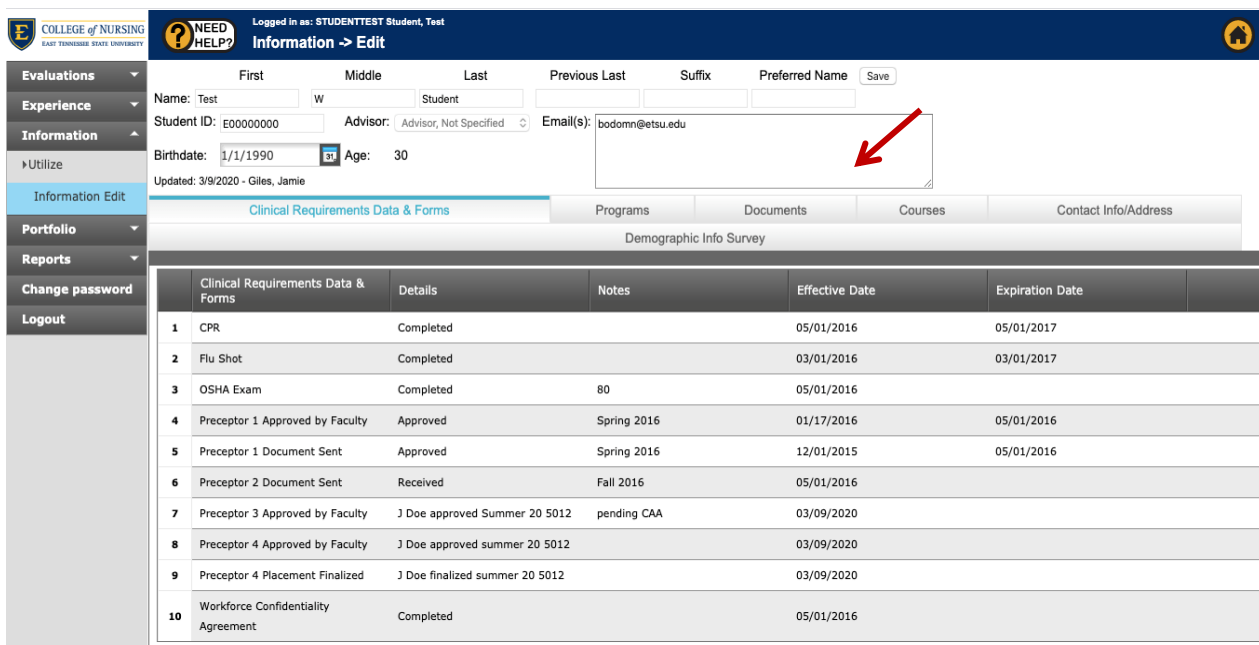 COLLEGE of NURSING
EAST TENNESSEE STATE UNIVERSITY
E
? NEED HELP?
Logged in as: STUDENTTEST Student, Test
Information -> Edit
Evaluations
Experience
Information
Utilize
Information Edit
Portfolio
Reports
Change password
Logout
First Middle Last Previous Last Suffix Preferred Name Save
Name: Test W Student
Student ID: E00000000 Advisor: Advisor, Not Specified Email(s): bodomn@etsu.edu
Birthdate: 1/1/1990 31 Age: 30
Updated: 3/9/2020 - Giles, Jamie
Clinical Requirements Data & Forms Programs Documents Courses Contact Info/Address
Demographic Info Survey
Clinical Requirements Data & Forms Details Notes Effective Date Expiration Date
1 CPR Completed 05/01/2016 05/01/2017
2 Flu Shot Completed 03/01/2016 03/01/2017
3 OSHA Exam Completed 80 05/01/2016
4 Preceptor 1 Approved by Faculty Approved Spring 2016 01/17/2016 05/01/2016
5 Preceptor 1 Document Sent Approved Spring 2016 12/01/2015 05/01/2016
6 Preceptor 2 Document Sent Received Fall 2016 05/01/2016
7 Preceptor 3 Approved by Faculty J Doe approved Summer 20 5012 pending CAA 03/09/2020
8 Preceptor 4 Approved by Faculty J Doe approved summer 20 5012 03/09/2020
9 Preceptor 4 Placement Finalized J Doe finalized summer 20 5012 03/09/2020
10 Workforce Confidentiality Agreement Completed 05/01/2016